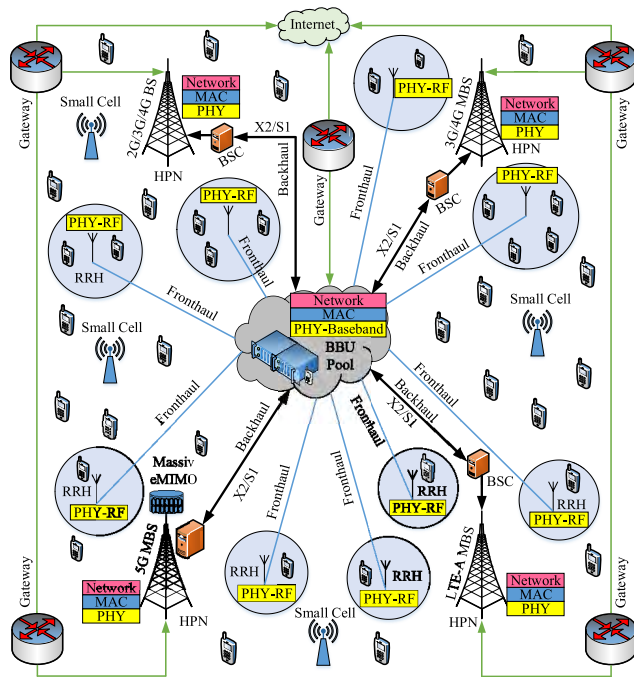 Internet
Gateway
Small Cell
2G/3G/4G BS
Network
MAC
PHY
HPN
BSC
X2/S1
Backhaul
Gateway
Fronthaul
PHY-RF
3G/4G MBS
Network
MAC
PHY
HPN
BSC
X2/S1
Backhaul
Gateway
PHY-RF
RRH
Fronthaul
PHY-RF
Fronthaul
PHY-RF
Fronthaul
Small Cell
Network
MAC
PHY-Baseband
BBU
Pool
Small Cell
Fronthaul
Backhaul
X2/S1
Fronthaul
Fronthaul
Fronthaul
Backhaul
X2/S1
Fronthaul
RRH
PHY-RF
Massiv
eMIMO
5G MBS
Network
MAC
PHY
HPN
Gateway
RRH
PHY-RF
RRH
PHY-RF
RRH
PHY-RF
Small Cell
BSC
LTE-A MBS
Network
MAC
PHY
HPN
RRH
PHY-RF
Gateway